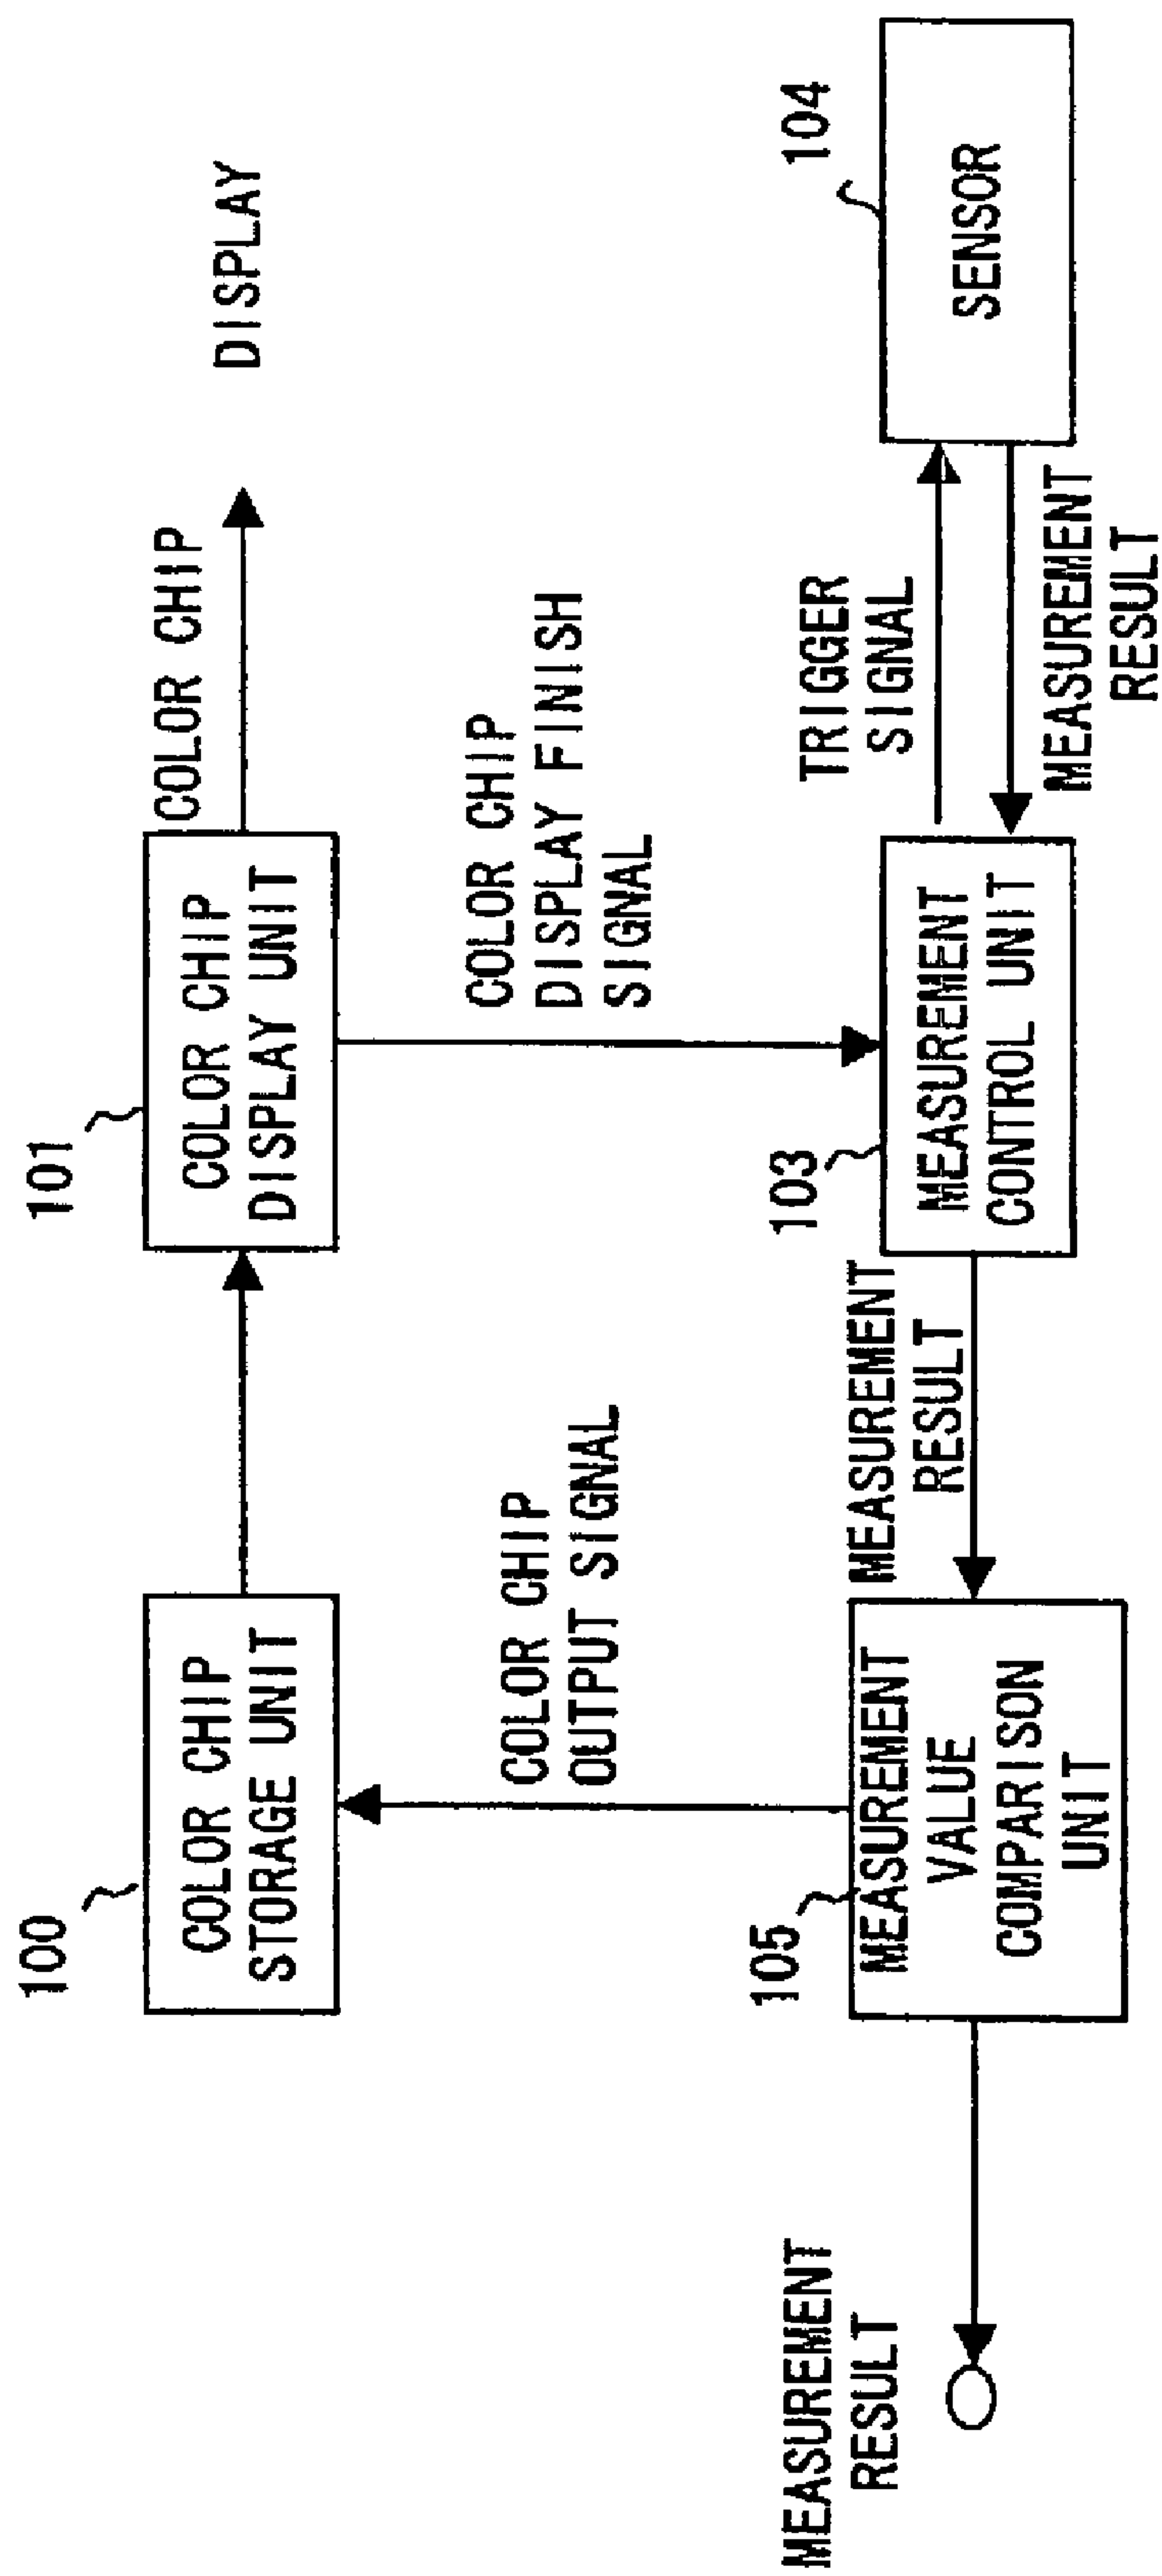 100
COLOR CHIP
STORAGE UNIT
101
COLOR CHIP
DISPLAY UNIT
COLOR CHIP
DISPLAY
COLOR CHIP
OUTPUT SIGNAL
COLOR CHIP
DISPLAY FINISH
SIGNAL
MEASUREMENT
RESULT
105
MEASUREMENT
VALUE
COMPARISON
UNIT
MEASUREMENT
RESULT
103
MEASUREMENT
CONTROL UNIT
TRIGGER
SIGNAL
MEASUREMENT
RESULT
104
SENSOR